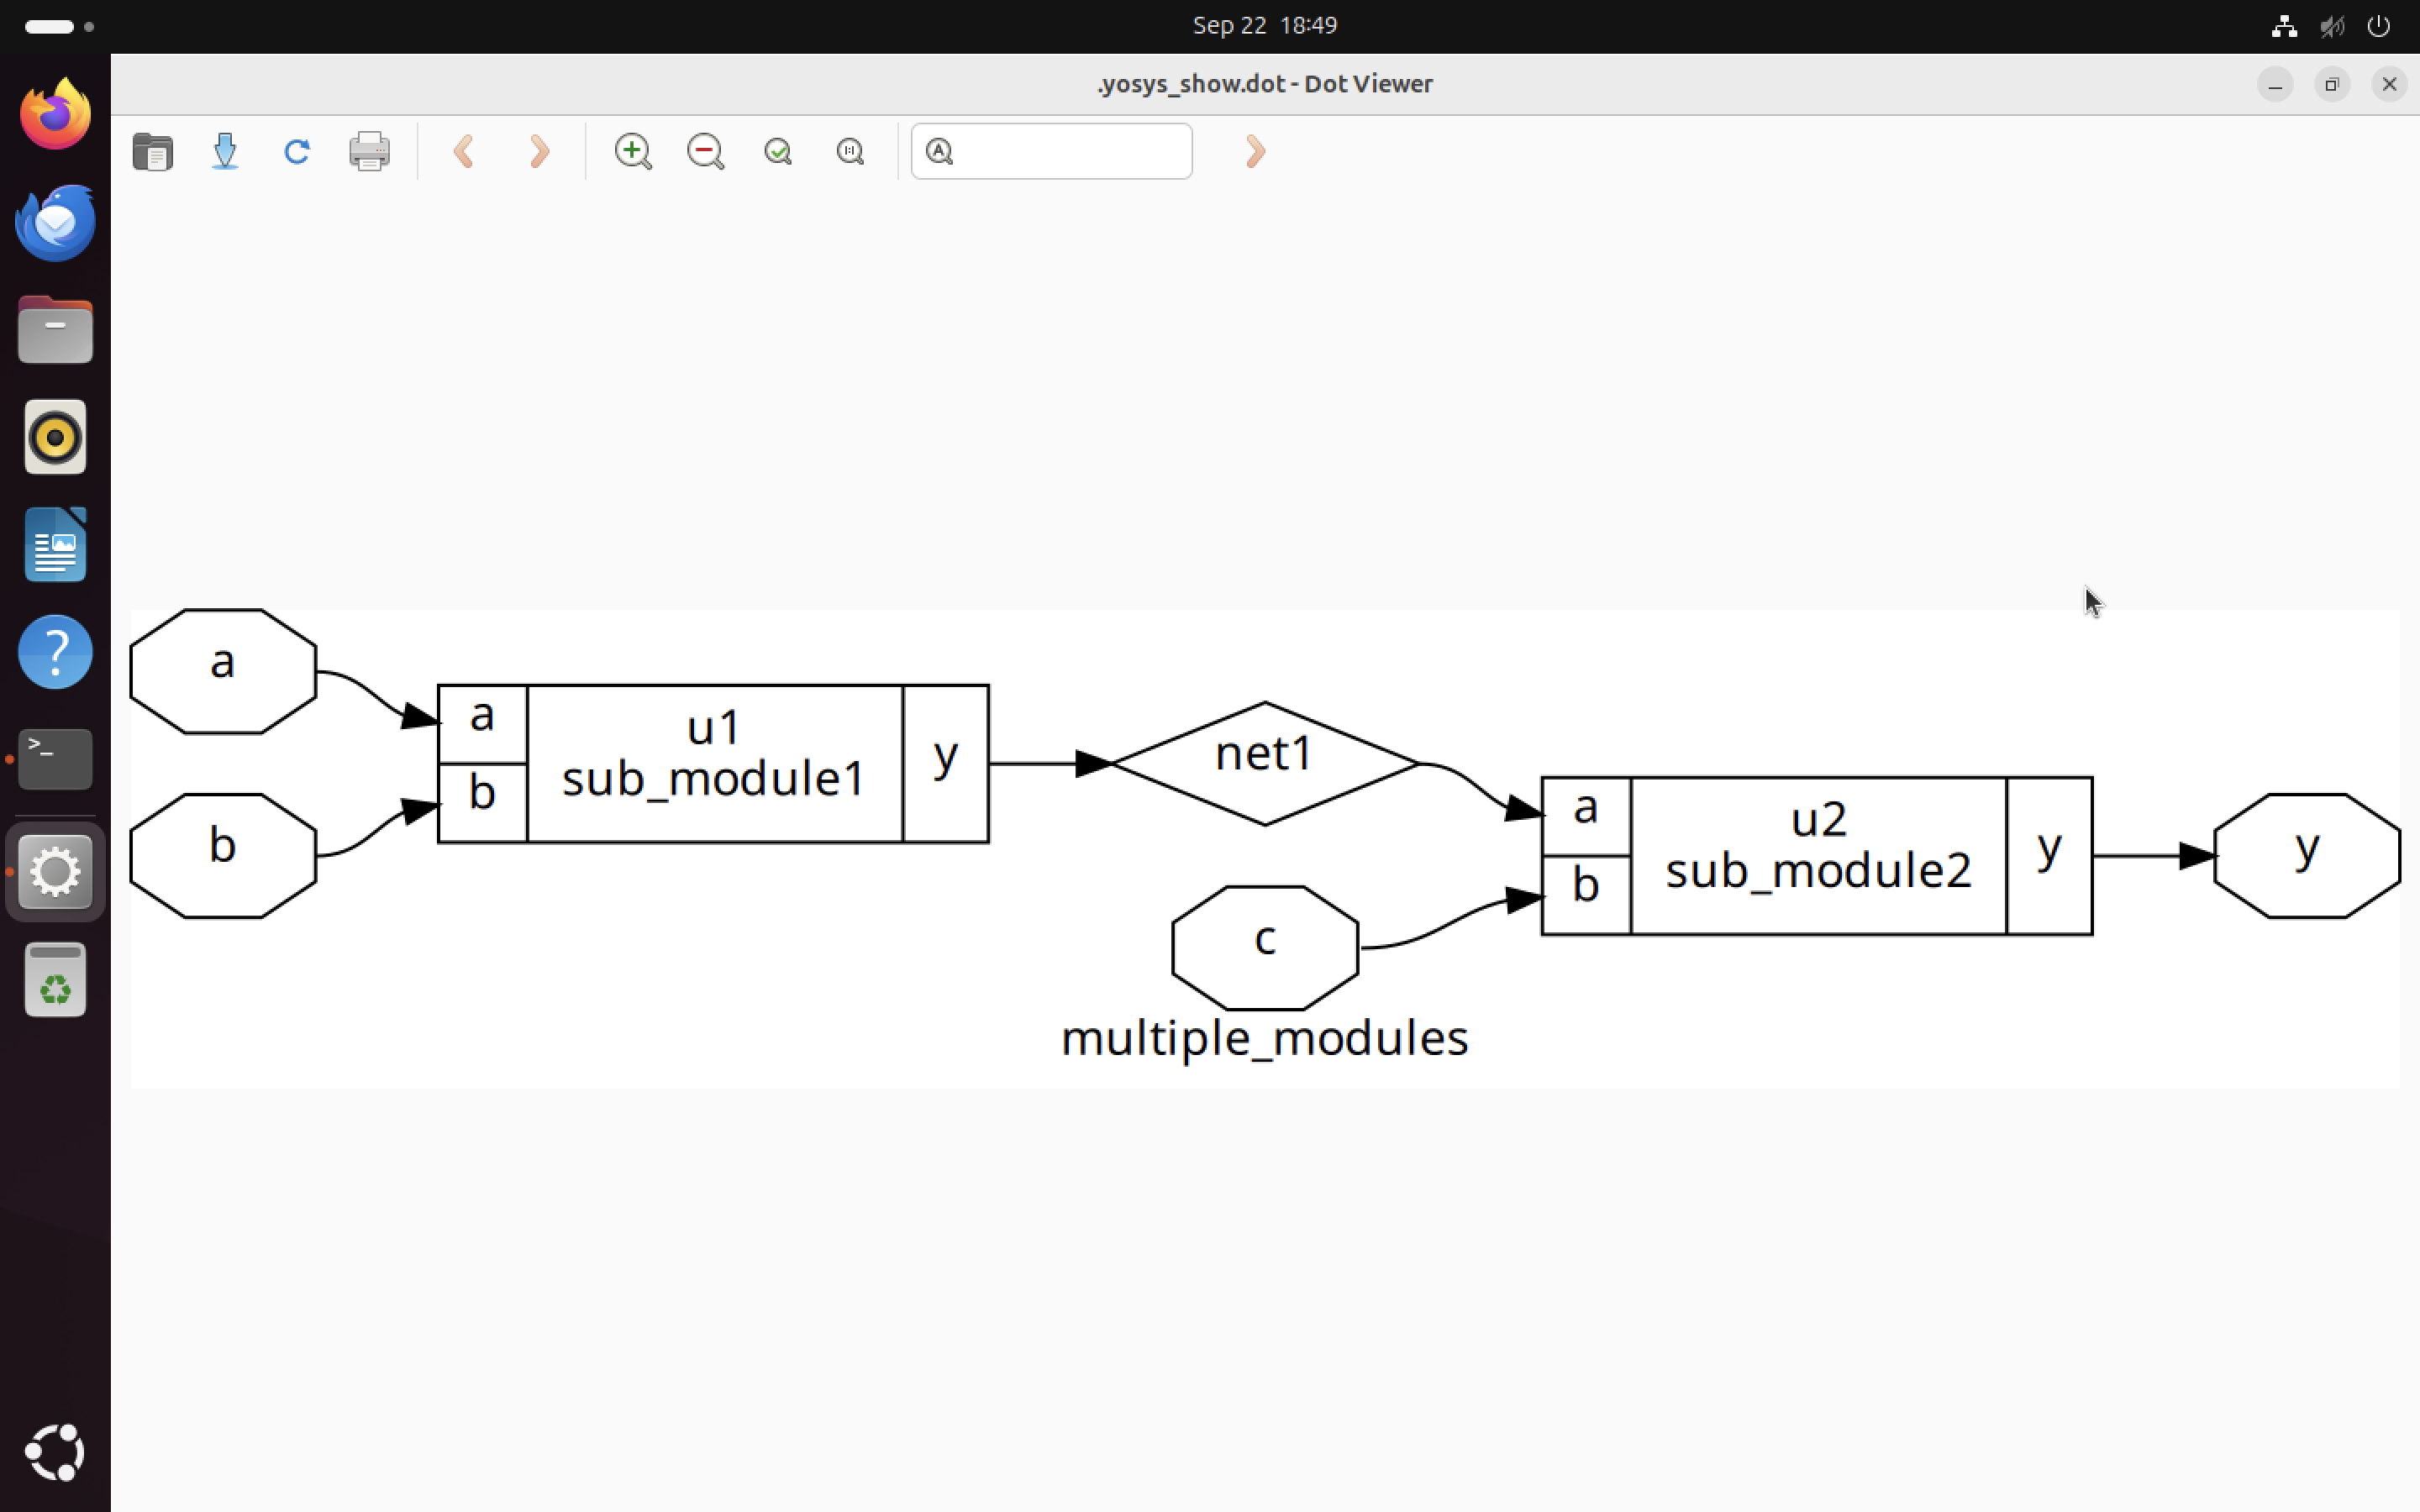 Sep 22 18:49
.yosys_show.dot - Dot Viewer
a
b
a
b
u1
sub_module1
y
net1
c
a
b
u2
sub_module2
y
y
multiple_modules